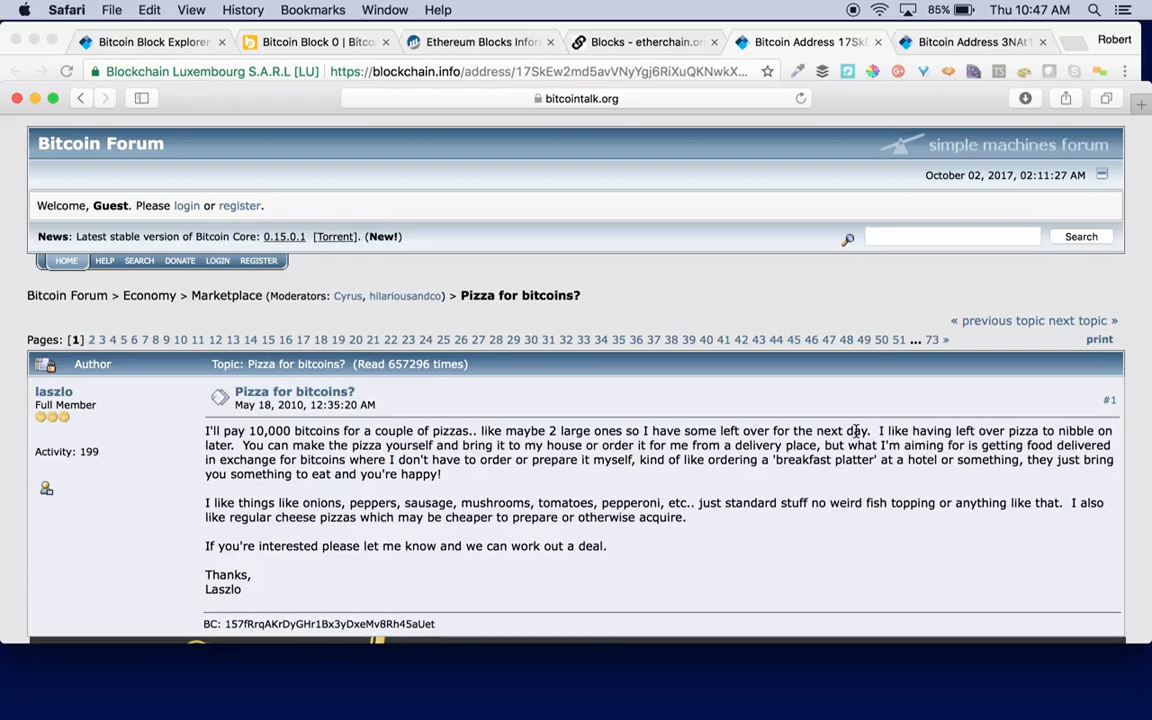 Safari File Edit View History Bookmarks Window Help 85% Thu 10:47 AM
Bitcoin Block Explorer Bitcoin Block 0 | Bitco Ethereum Blocks Infor Blocks - etherchain.or Bitcoin Address 17Sk Bitcoin Address 3NAt1 Robert
Blockchain Luxembourg S.A.R.L [LU] https://blockchain.info/address/17SkEw2md5avVNyYgj6RiXuQKNwkX...
bitcointalk.org
Bitcoin Forum simple machines forum
October 02, 2017, 02:11:27 AM
Welcome, Guest. Please login or register.
News: Latest stable version of Bitcoin Core: 0.15.0.1 [Torrent]. (New!) Search
HOME HELP SEARCH DONATE LOGIN REGISTER
Bitcoin Forum > Economy > Marketplace (Moderators: Cyrus, hilariousandco) > Pizza for bitcoins?
« previous topic next topic »
Pages: [1] 2 3 4 5 6 7 8 9 10 11 12 13 14 15 16 17 18 19 20 21 22 23 24 25 26 27 28 29 30 31 32 33 34 35 36 37 38 39 40 41 42 43 44 45 46 47 48 49 50 51 ... 73 » print
Author Topic: Pizza for bitcoins? (Read 657296 times)
laszlo
Full Member
Activity: 199
Pizza for bitcoins?
May 18, 2010, 12:35:20 AM
#1
I'll pay 10,000 bitcoins for a couple of pizzas.. like maybe 2 large ones so I have some left over for the next day. I like having left over pizza to nibble on
later. You can make the pizza yourself and bring it to my house or order it for me from a delivery place, but what I'm aiming for is getting food delivered
in exchange for bitcoins where I don't have to order or prepare it myself, kind of like ordering a 'breakfast platter' at a hotel or something, they just bring
you something to eat and you're happy!
I like things like onions, peppers, sausage, mushrooms, tomatoes, pepperoni, etc.. just standard stuff no weird fish topping or anything like that. I also
like regular cheese pizzas which may be cheaper to prepare or otherwise acquire.
If you're interested please let me know and we can work out a deal.
Thanks,
Laszlo
BC: 157fRrqAKrDyGHr1Bx3yDxeMv8Rh45aUet